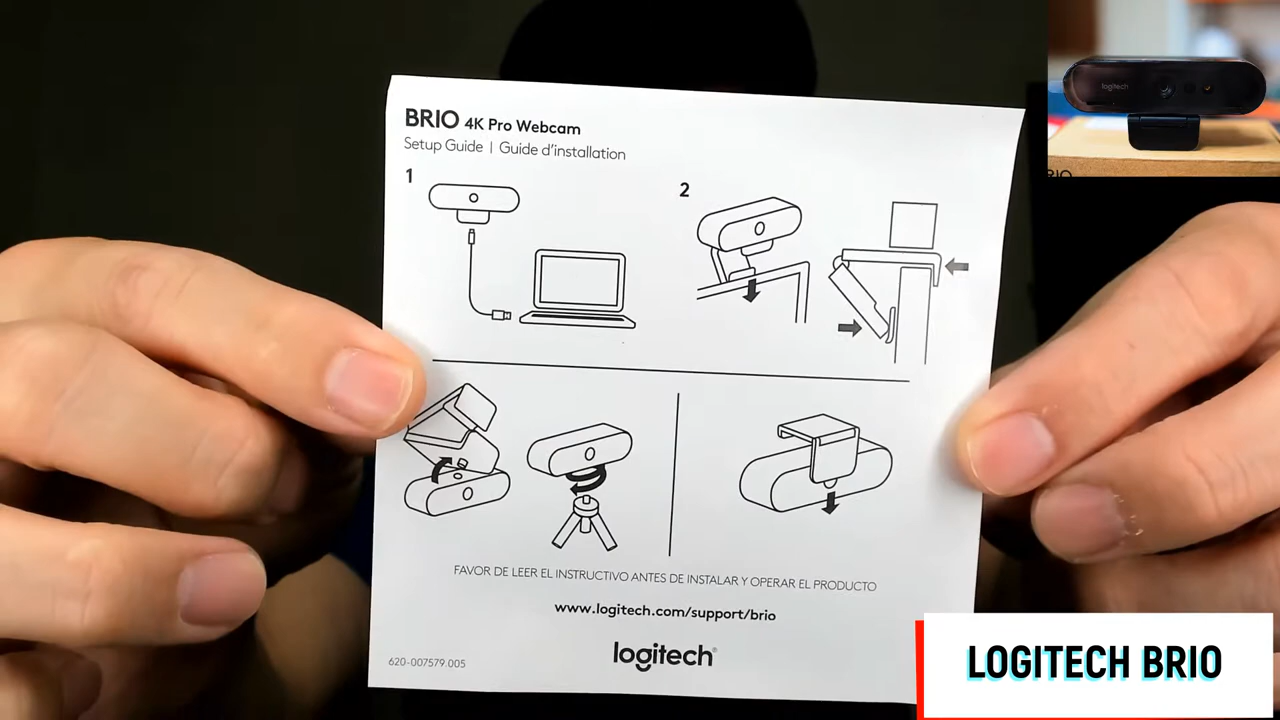 BRIO 4K Pro Webcam
Setup Guide | Guide d'installation
1
2
FAVOR DE LEER EL INSTRUCTIVO ANTES DE INSTALAR Y OPERAR EL PRODUCTO
www.logitech.com/support/brio
logitech®
620-007579.005
logitech
LOGITECH BRIO